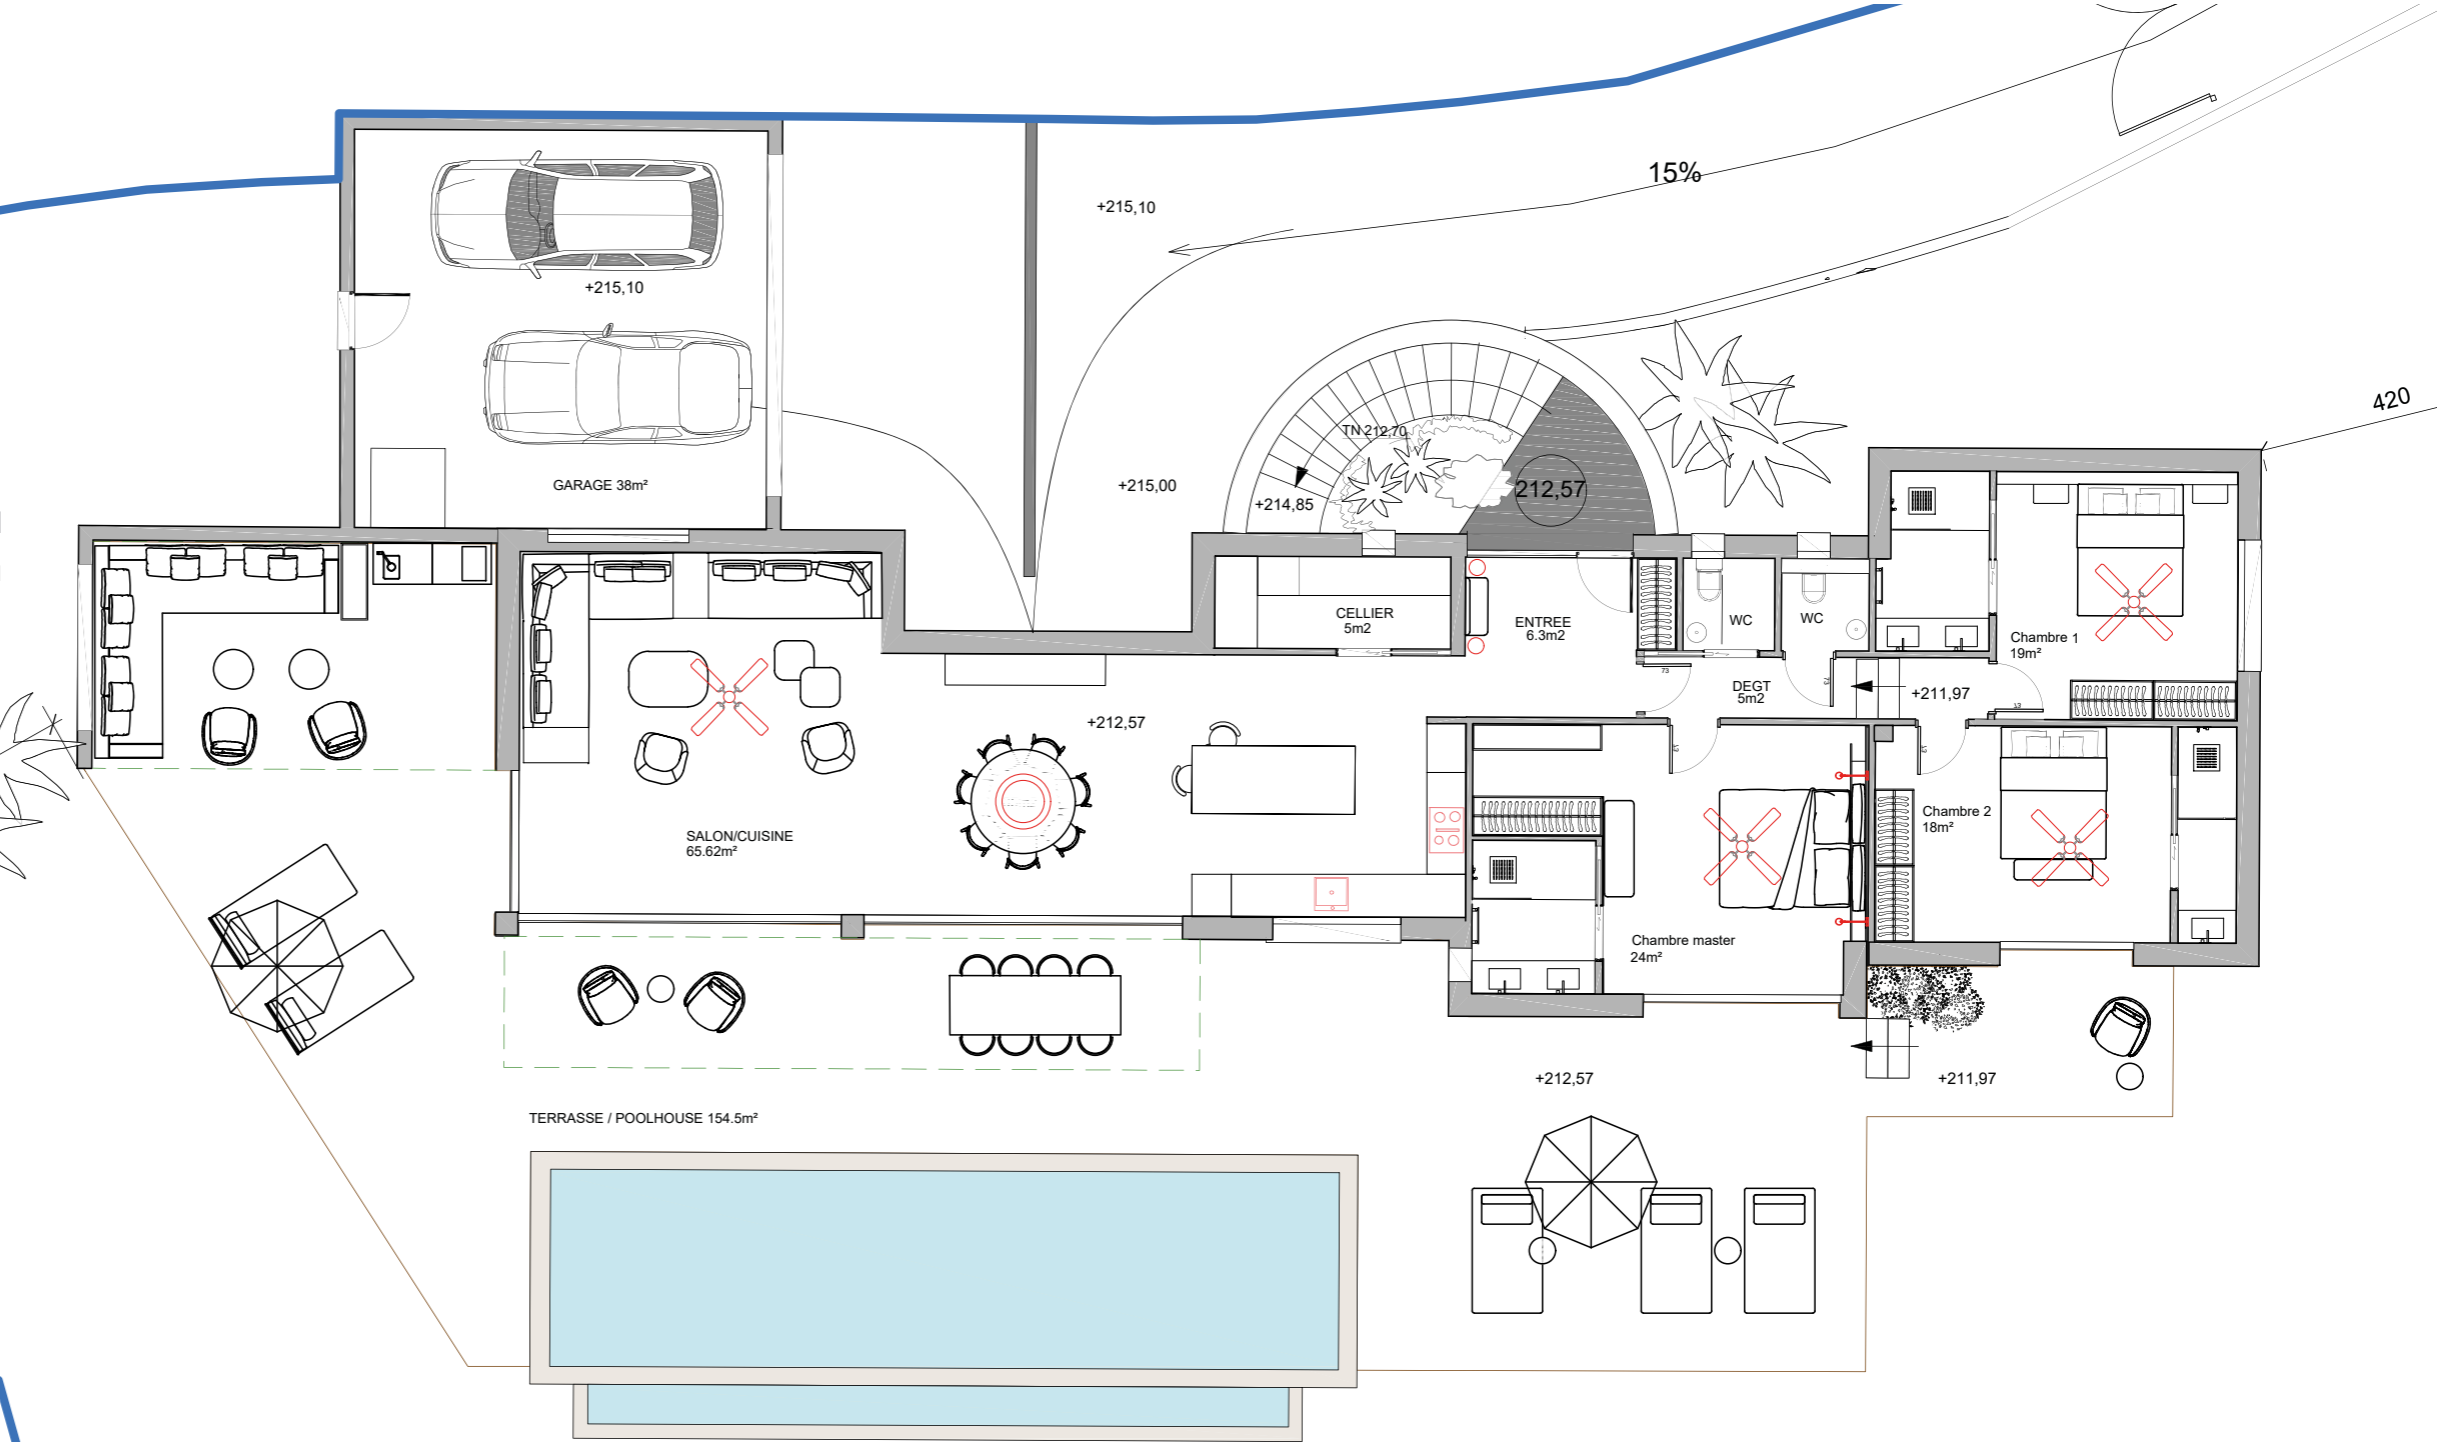 15%
+215,10
+215,10
420
TN 212,70
GARAGE 38m²
+215,00
+214,85
212,57
CELLIER
5m2
ENTREE
6.3m2
WC
WC
Chambre 1
19m²
73
73
DEGT
5m2
+211,97
+212,57
SALON/CUISINE
65.62m²
Chambre 2
18m²
Chambre master
24m²
+212,57
+211,97
TERRASSE / POOLHOUSE 154.5m²